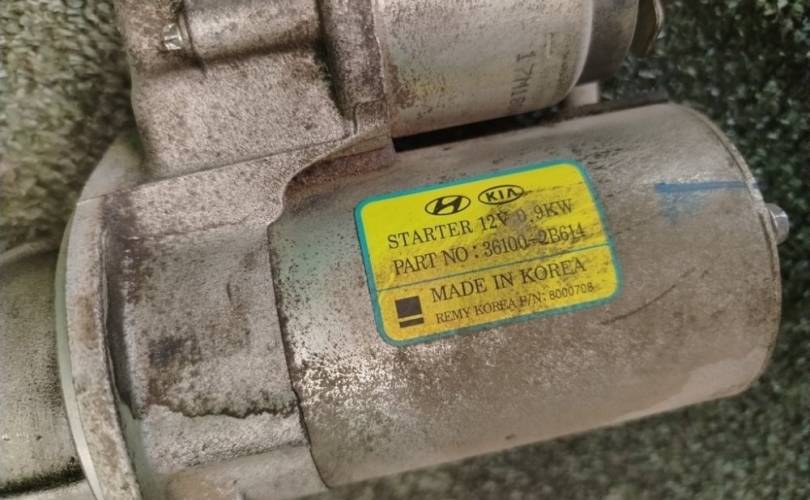 KIA
STARTER 12V 0.9KW
PART NO : 36100-2B614
MADE IN KOREA
REMY KOREA P/N: 8000708